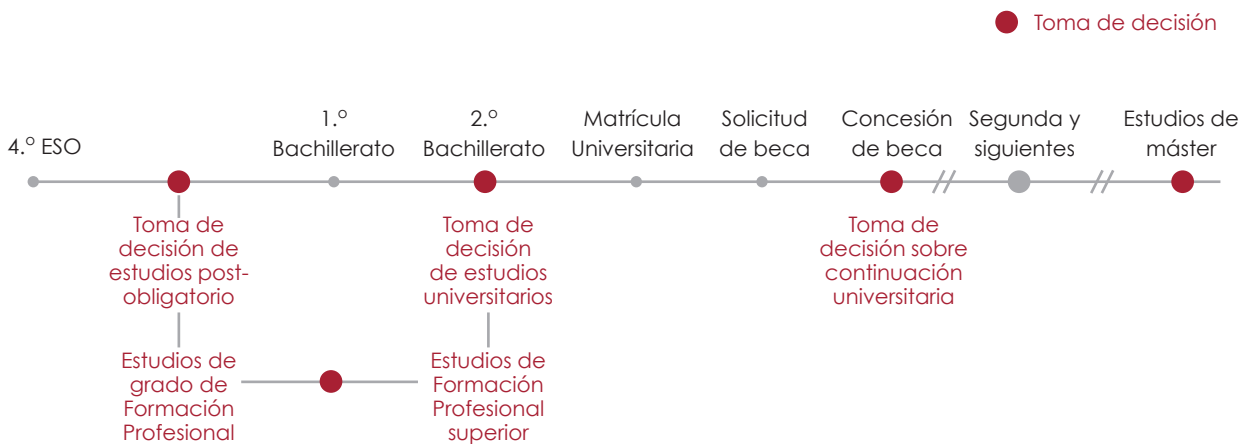 Toma de decisión
4.º ESO
1.º
Bachillerato
2.º
Bachillerato
Matrícula
Universitaria
Solicitud
de beca
Concesión
de beca
Segunda y
siguientes
Estudios de
máster
Toma de
decisión de
estudios post-
obligatorio
Toma de
decisión
de estudios
universitarios
Toma de
decisión sobre
continuación
universitaria
Estudios de
grado de
Formación
Profesional
Estudios de
Formación
Profesional
superior